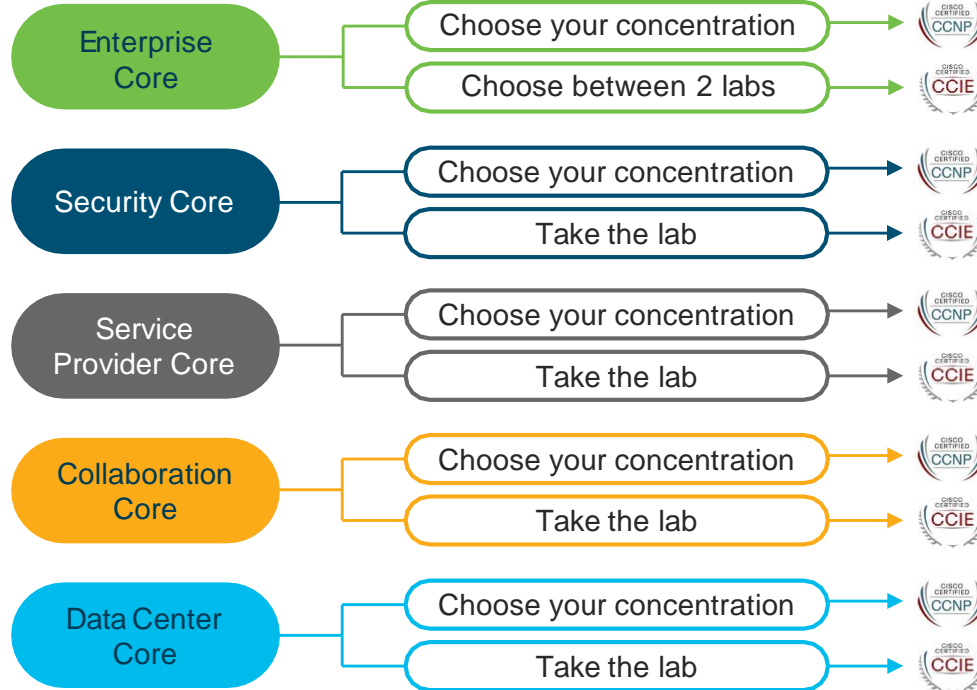 Enterprise
Core
Choose your concentration
CISCO
CERTIFIED
CCNP
Choose between 2 labs
CISCO
CERTIFIED
CCIE
Security Core
Choose your concentration
CISCO
CERTIFIED
CCNP
Take the lab
CISCO
CERTIFIED
CCIE
Service
Provider Core
Choose your concentration
CISCO
CERTIFIED
CCNP
Take the lab
CISCO
CERTIFIED
CCIE
Collaboration
Core
Choose your concentration
CISCO
CERTIFIED
CCNP
Take the lab
CISCO
CERTIFIED
CCIE
Data Center
Core
Choose your concentration
CISCO
CERTIFIED
CCNP
Take the lab
CISCO
CERTIFIED
CCIE